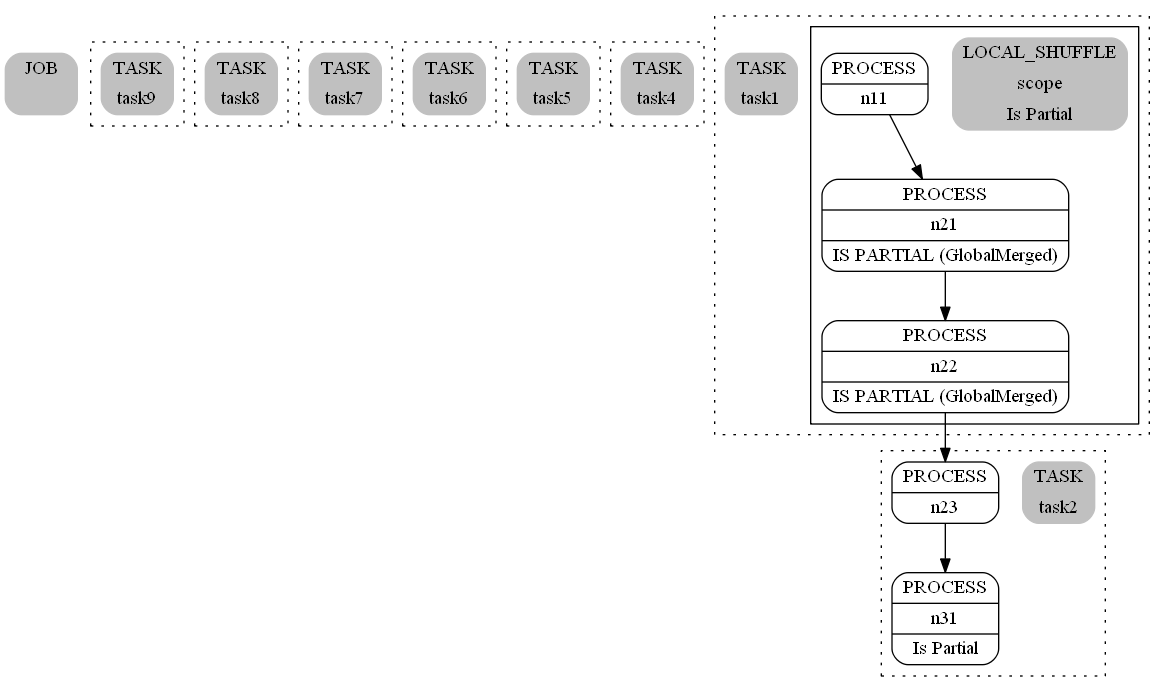 JOB
TASK
task9
TASK
task8
TASK
task7
TASK
task6
TASK
task5
TASK
task4
TASK
task1
PROCESS
n11
LOCAL_SHUFFLE
scope
Is Partial
PROCESS
n21
IS PARTIAL (GlobalMerged)
PROCESS
n22
IS PARTIAL (GlobalMerged)
PROCESS
n23
TASK
task2
PROCESS
n31
Is Partial